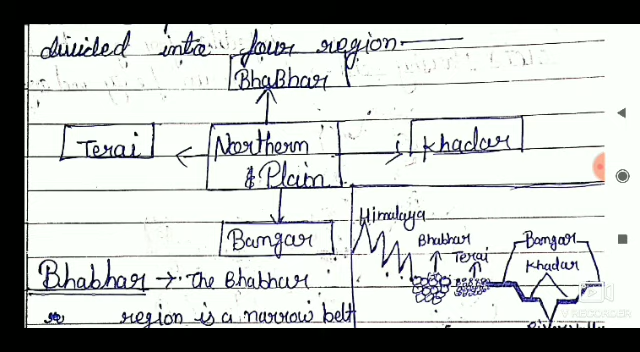 divided into four region
Bhabhar
Terai
Northern
& Plain
Khadar
Bangar
Himalaya
Bhabhar
Terai
Bangar
Khadar
Bhabhar → The Bhabhar
region is a narrow belt
V RECORDER